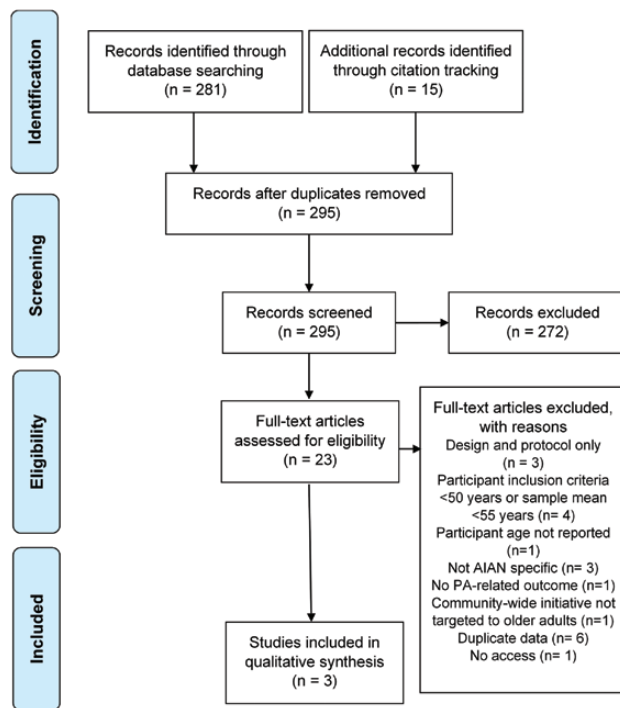 Identification
Records identified through
database searching
(n = 281)
Additional records identified
through citation tracking
(n = 15)
Records after duplicates removed
(n = 295)
Screening
Records screened
(n = 295)
Records excluded
(n = 272)
Eligibility
Full-text articles
assessed for eligibility
(n = 23)
Full-text articles excluded,
with reasons
Design and protocol only
(n = 3)
Participant inclusion criteria
<50 years or sample mean
<55 years (n= 4)
Participant age not reported
(n=1)
Not AIAN specific (n= 3)
No PA-related outcome (n=1)
Community-wide initiative not
targeted to older adults (n=1)
Duplicate data (n= 6)
No access (n= 1)
Included
Studies included in
qualitative synthesis
(n = 3)